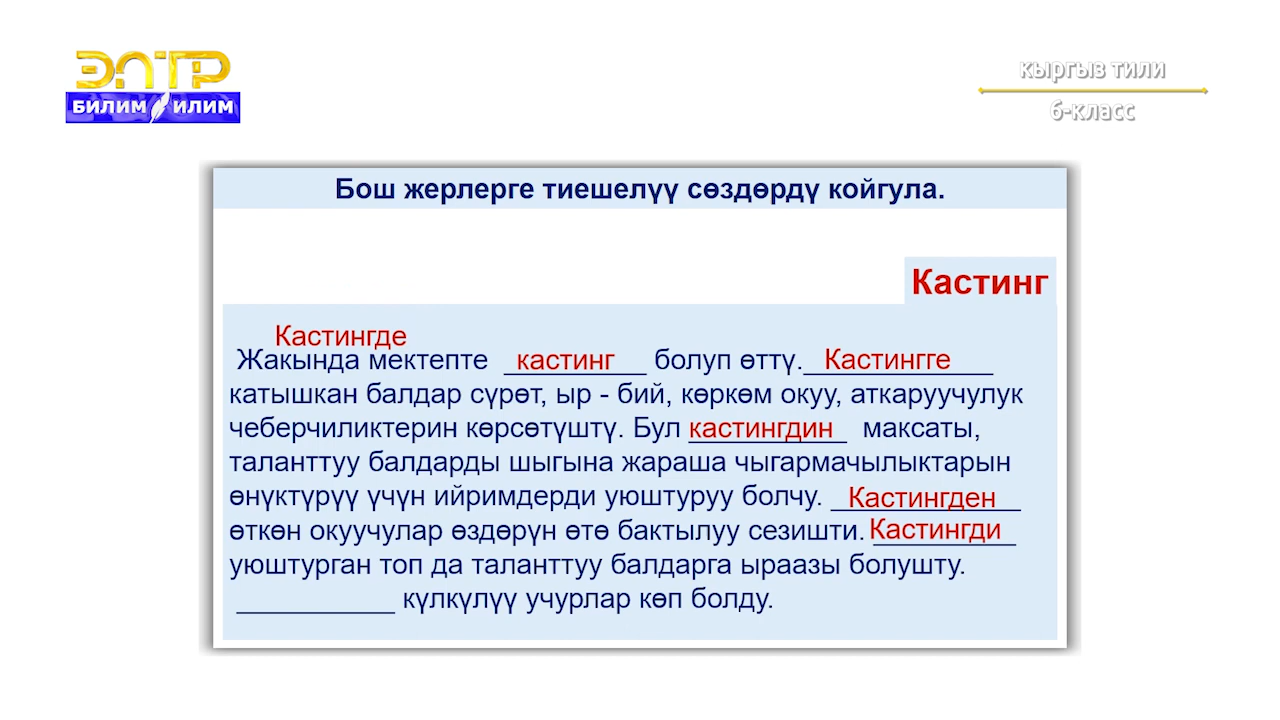 ЭЛТР
БИЛИМ ИЛИМ
кыргыз тили
6-класс
Бош жерлерге тиешелүү сөздөрдү койгула.
Кастинг
Кастингде
Жакында мектепте кастинг болуп өттү. Кастингге
катышкан балдар сүрөт, ыр - бий, көркөм окуу, аткаруучулук
чеберчиликтерин көрсөтүштү. Бул кастингдин максаты,
таланттуу балдарды шыгына жараша чыгармачылыктарын
өнүктүрүү үчүн ийримдерди уюштуруу болчу. Кастингден
өткөн окуучулар өздөрүн өтө бактылуу сезишти. Кастингди
уюштурган топ да таланттуу балдарга ыраазы болушту.
___________ күлкүлүү учурлар көп болду.